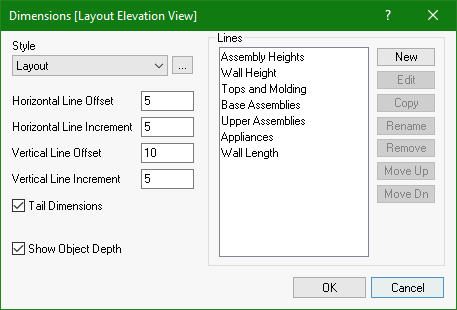 Dimensions [Layout Elevation View]
?
Style
Layout
...
Horizontal Line Offset 5
Horizontal Line Increment 5
Vertical Line Offset 10
Vertical Line Increment 5
Tail Dimensions
Show Object Depth
Lines
Assembly Heights
Wall Height
Tops and Molding
Base Assemblies
Upper Assemblies
Appliances
Wall Length
New
Edit
Copy
Rename
Remove
Move Up
Move Dn
OK
Cancel